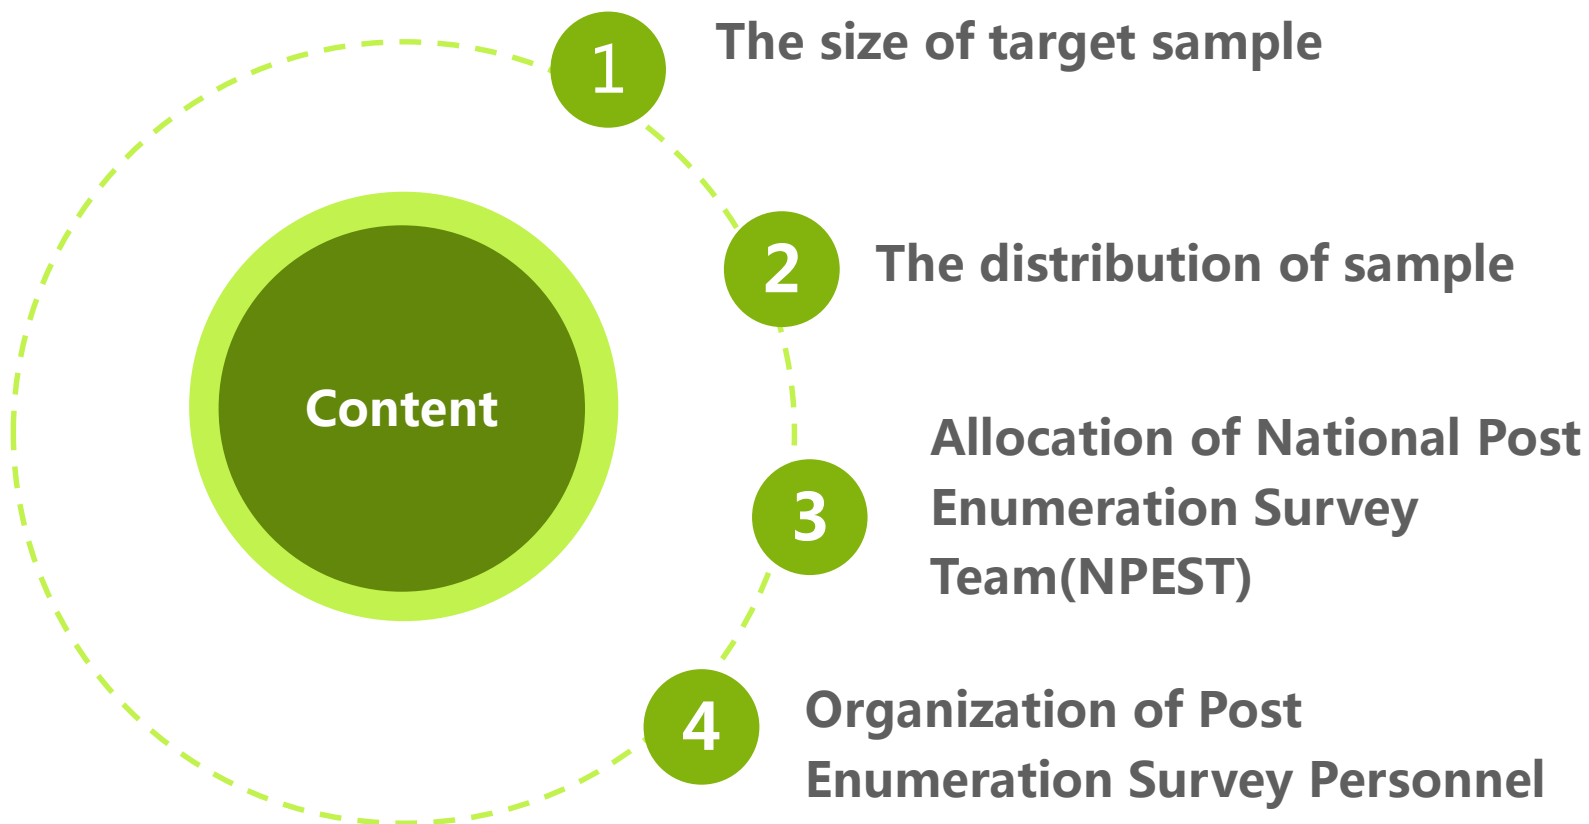 1
The size of target sample
2
The distribution of sample
Content
3
Allocation of National Post
Enumeration Survey
Team(NPEST)
4
Organization of Post
Enumeration Survey Personnel